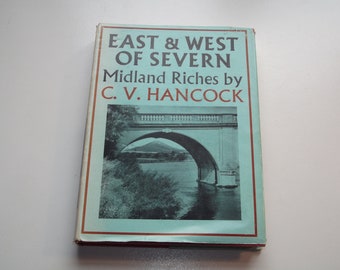 EAST & WEST
OF SEVERN
Midland Riches by
C. V. HANCOCK